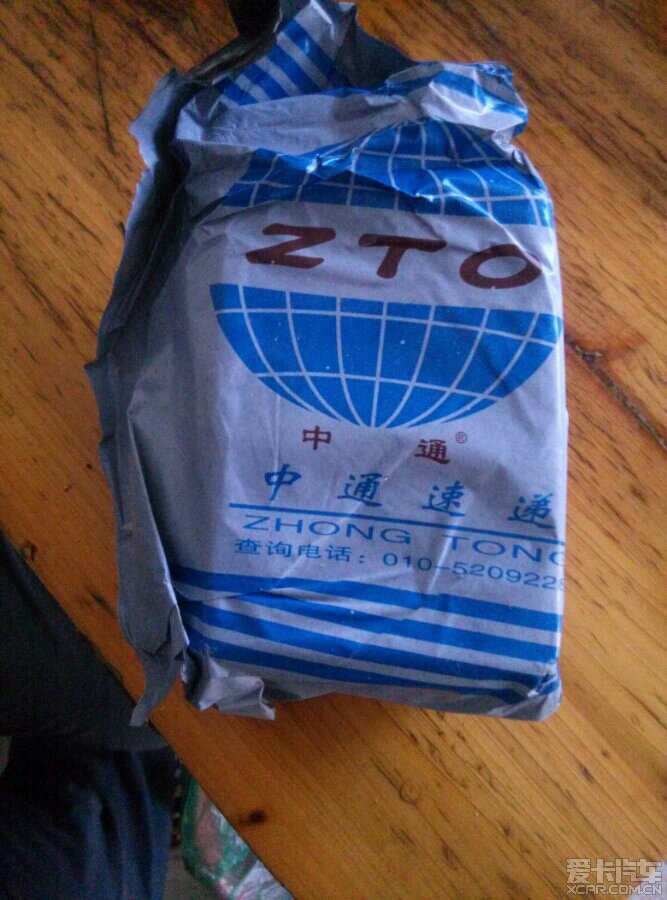 ZTO
中 通®
中通速递
ZHONG TONG
查询电话：010-5209228
爱卡汽车
XCAR.COM.CN